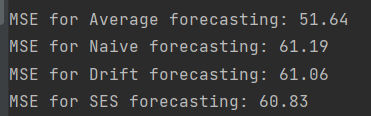 MSE for Average forecasting: 51.64
MSE for Naive forecasting: 61.19
MSE for Drift forecasting: 61.06
MSE for SES forecasting: 60.83